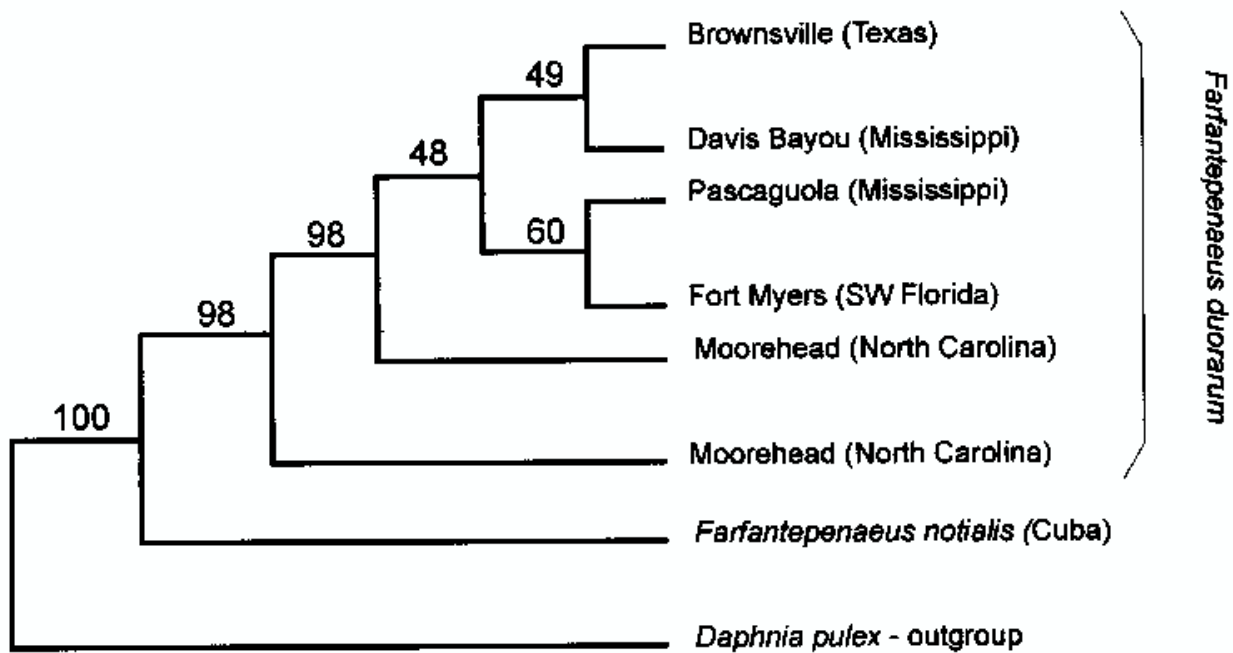 Brownsville (Texas)
49
Davis Bayou (Mississippi)
48
Pascaguola (Mississippi)
98
60
Fort Myers (SW Florida)
98
Moorehead (North Carolina)
100
Moorehead (North Carolina)
Farfantepenaeus notialis (Cuba)
Daphnia pulex - outgroup
Farfantepenaeus duorarum